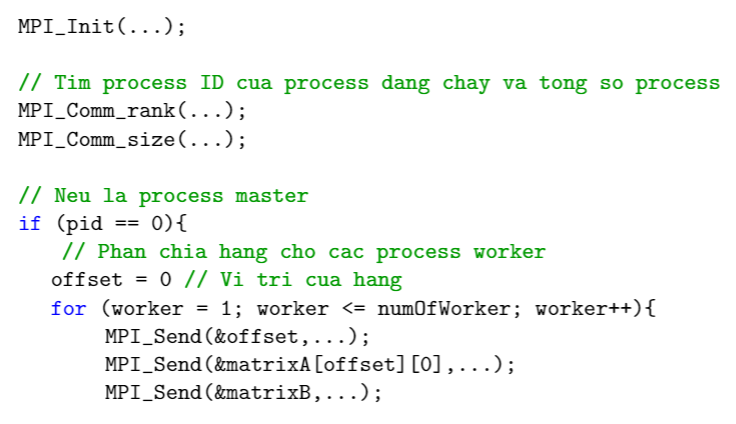 MPI_Init(...);
// Tim process ID cua process dang chay va tong so process
MPI_Comm_rank(...);
MPI_Comm_size(...);
// Neu la process master
if (pid == 0){
// Phan chia hang cho cac process worker
offset = 0 // Vi tri cua hang
for (worker = 1; worker <= numOfWorker; worker++){
MPI_Send(&offset,...);
MPI_Send(&matrixA[offset][0],...);
MPI_Send(&matrixB,...);